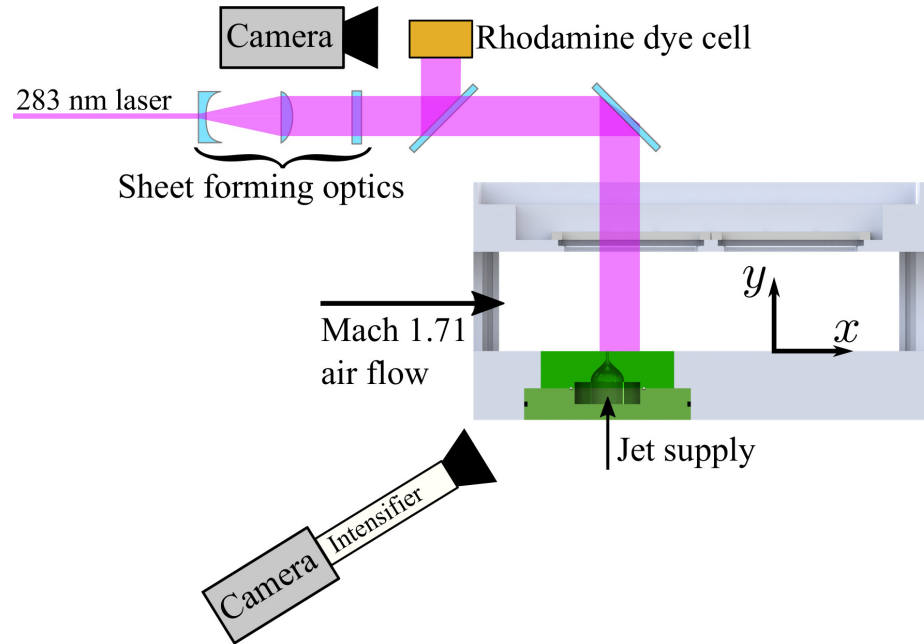 Camera
Rhodamine dye cell
283 nm laser
Sheet forming optics
Mach 1.71
air flow
y
x
Jet supply
Intensifier
Camera